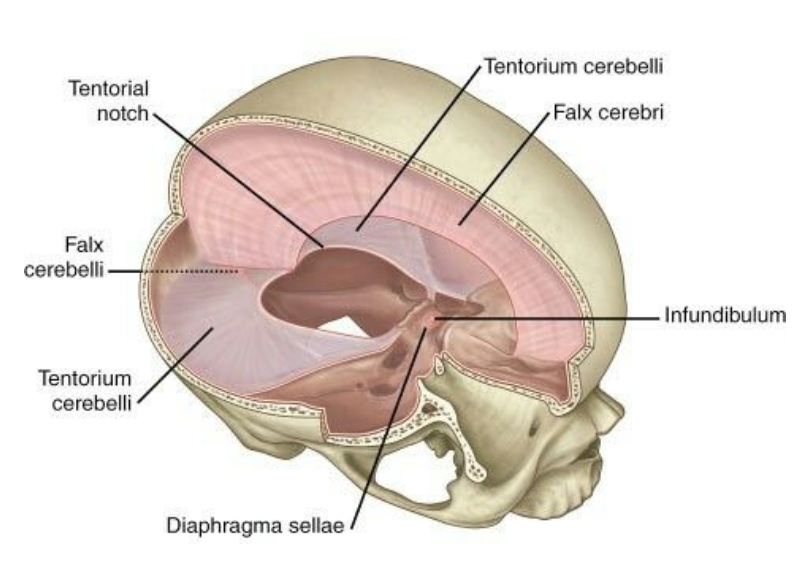 Tentorium cerebelli
Tentorial
notch
Falx cerebri
Falx
cerebelli
Infundibulum
Tentorium
cerebelli
Diaphragma sellae